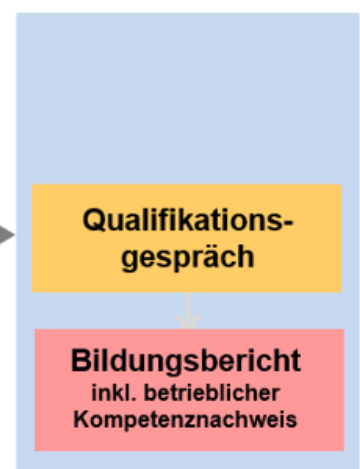 Qualifikations-
gespräch
Bildungsbericht
inkl. betrieblicher
Kompetenznachweis